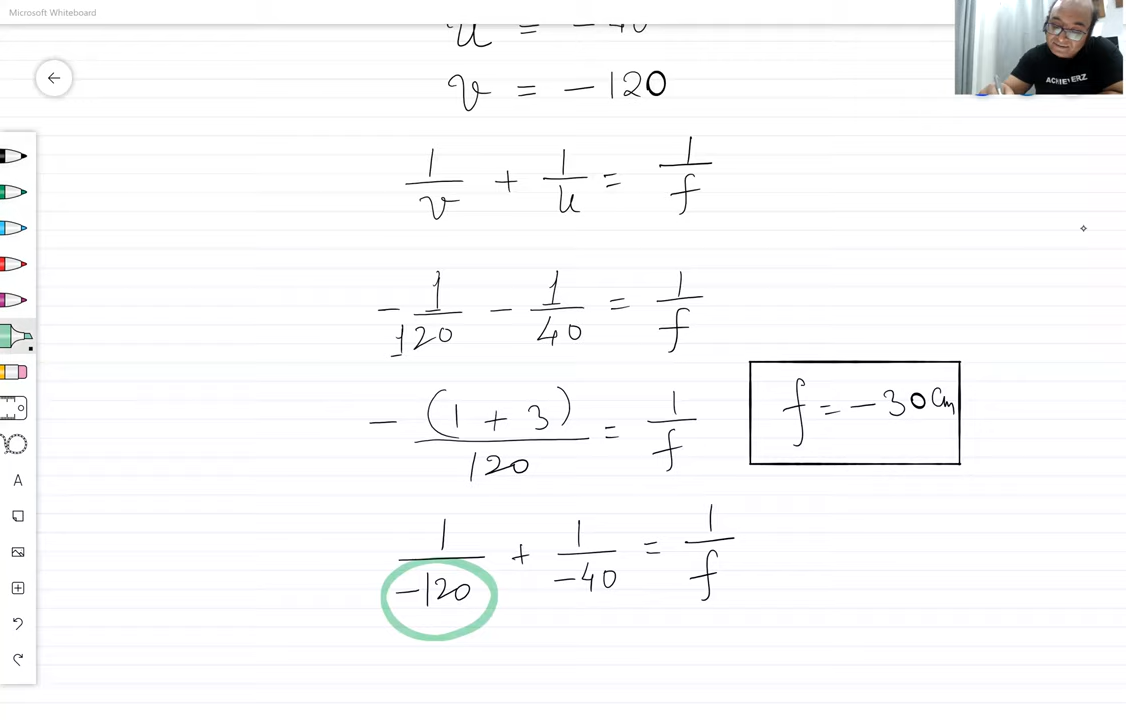 Microsoft Whiteboard
u = -40
v = -120
ACHIEVERZ
1/v + 1/u = 1/f
-1/120 - 1/40 = 1/f
-(1 + 3)/120 = 1/f
f = -30 cm
A
1/-120 + 1/-40 = 1/f